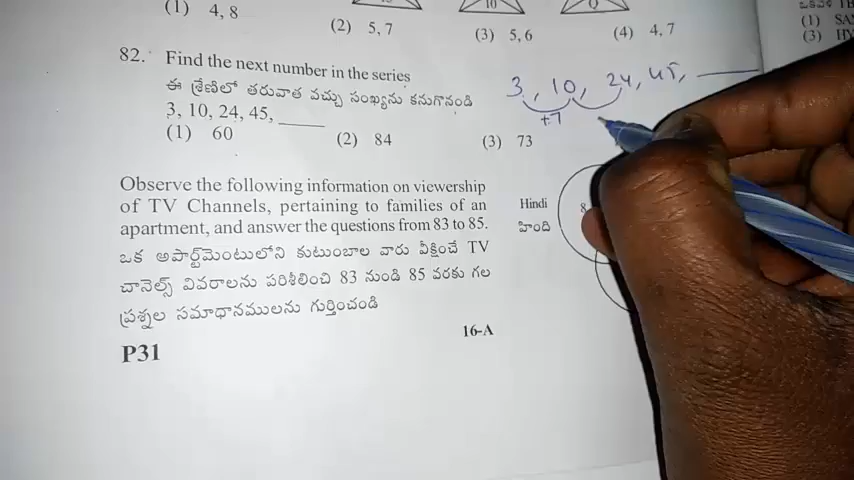 (1) 4, 8
(2) 5, 7
(3) 5, 6
(4) 4, 7
(1)
(3)
82. Find the next number in the series
ఈ శ్రేణిలో తరువాత వచ్చు సంఖ్యను కనుగొనండి
3, 10, 24, 45, ____
(1) 60
(2) 84
(3) 73
3, 10, 24, 45, ____
+7
Observe the following information on viewership
of TV Channels, pertaining to families of an
apartment, and answer the questions from 83 to 85.
ఒక అపార్ట్‌మెంటులోని కుటుంబాల వారు వీక్షించే TV
చానెల్స్ వివరాలను పరిశీలించి 83 నుండి 85 వరకు గల
ప్రశ్నల సమాధానములను గుర్తించండి
Hindi
హింది
8
P31
16-A